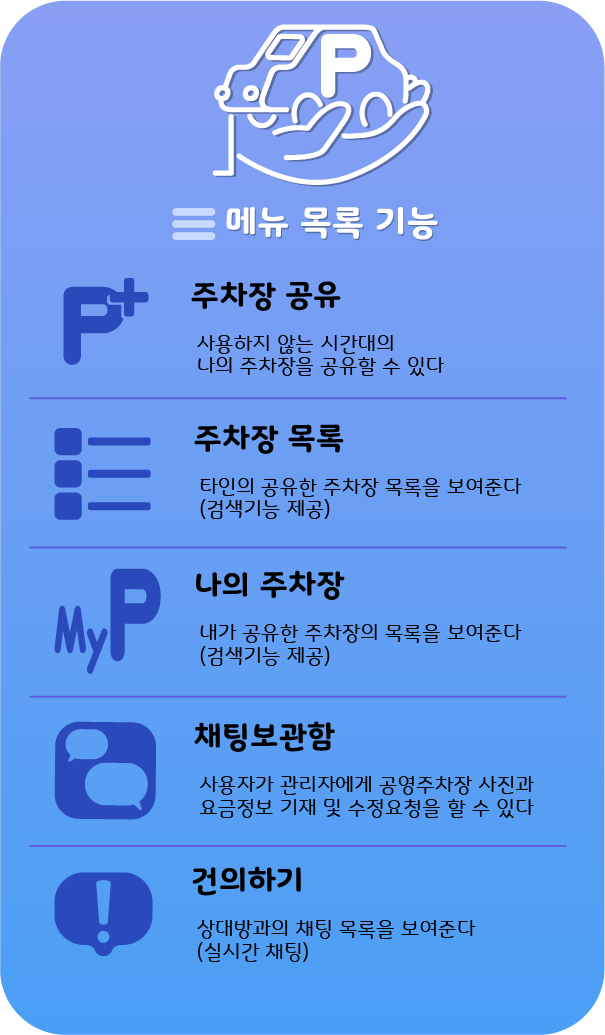 P
메뉴 목록 기능
P+
주차장 공유
사용하지 않는 시간대의
나의 주차장을 공유할 수 있다
주차장 목록
타인의 공유한 주차장 목록을 보여준다
(검색기능 제공)
My P
나의 주차장
내가 공유한 주차장의 목록을 보여준다
(검색기능 제공)
채팅보관함
사용자가 관리자에게 공영주차장 사진과
요금정보 기재 및 수정요청을 할 수 있다
!
건의하기
상대방과의 채팅 목록을 보여준다
(실시간 채팅)